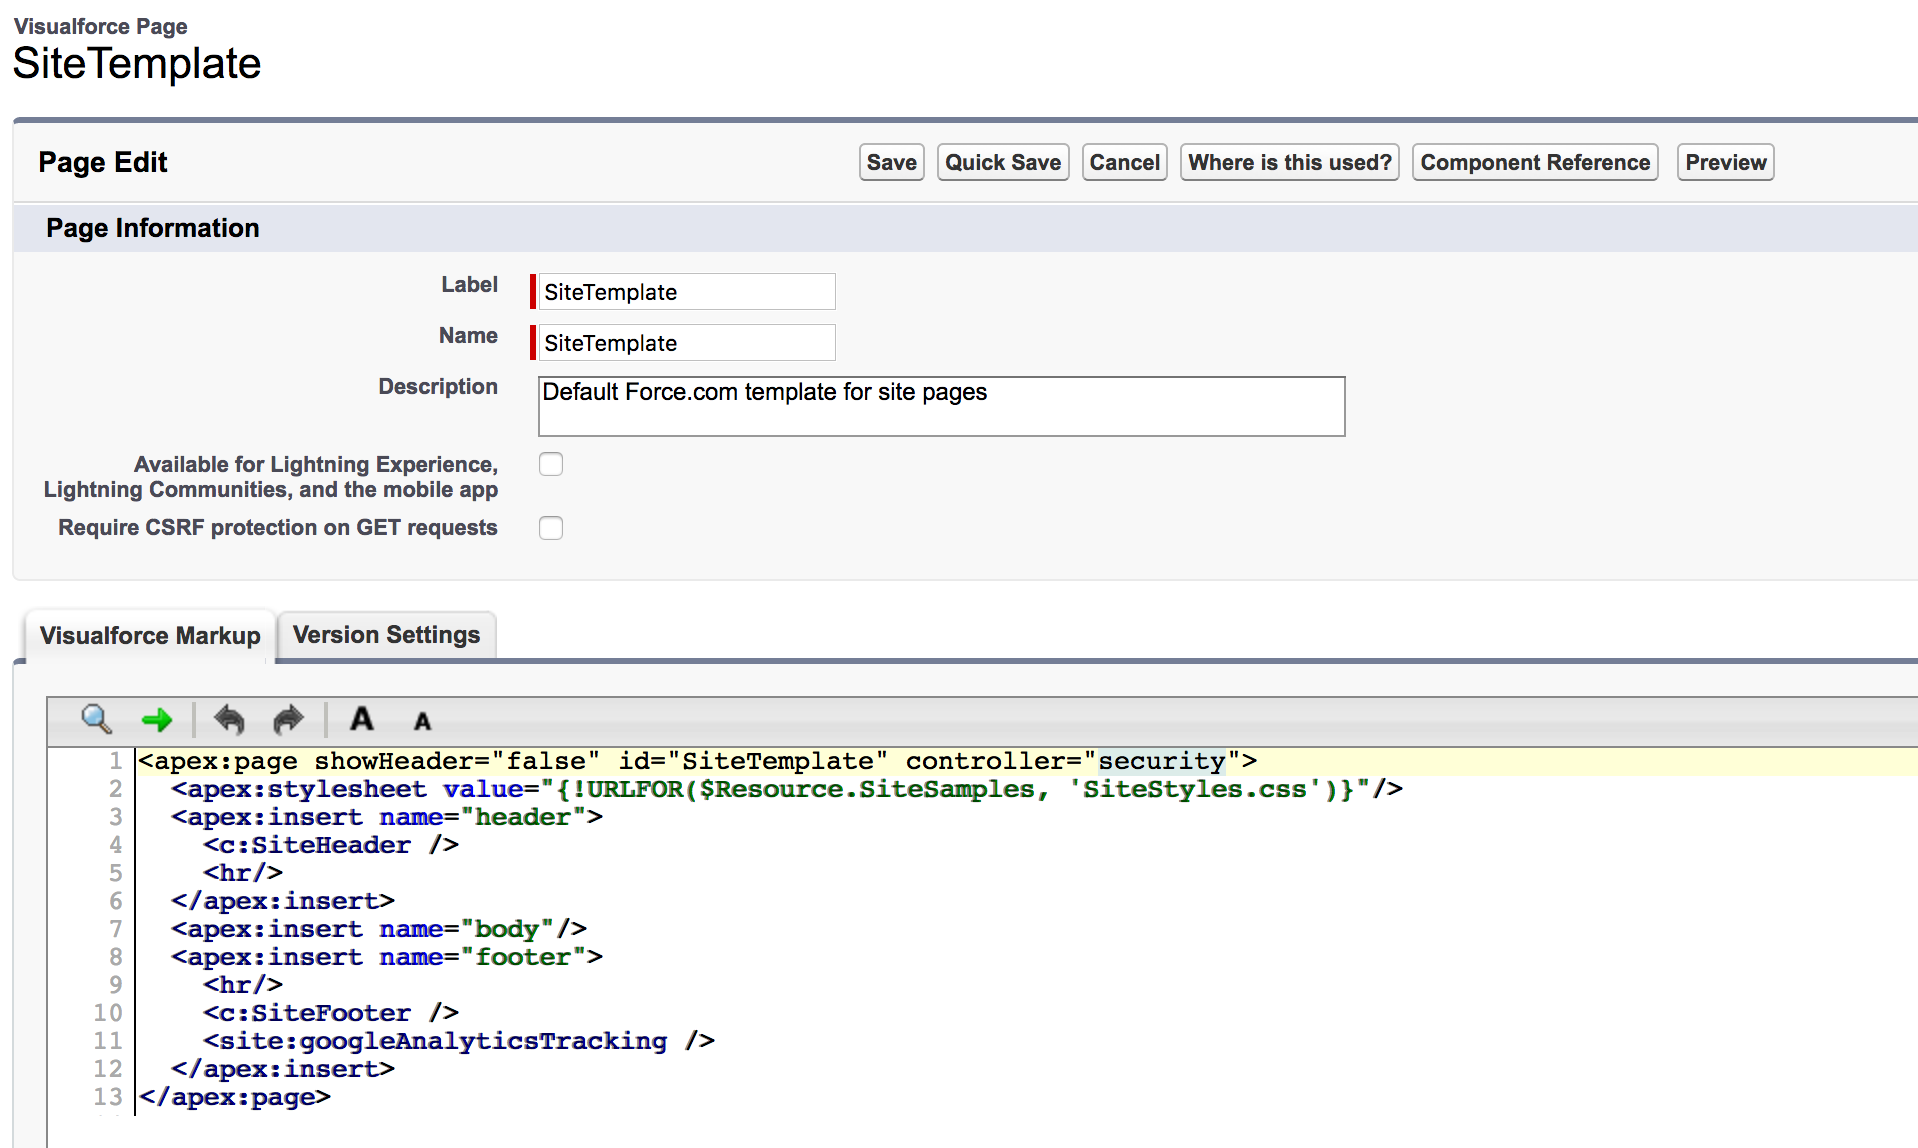 Visualforce Page
SiteTemplate
Page Edit
Save Quick Save Cancel Where is this used? Component Reference Preview
Page Information
Label SiteTemplate
Name SiteTemplate
Description Default Force.com template for site pages
Available for Lightning Experience,
Lightning Communities, and the mobile app
Require CSRF protection on GET requests
Visualforce Markup Version Settings
A A
1 <apex:page showHeader="false" id="SiteTemplate" controller="security">
2 <apex:stylesheet value="{!URLFOR($Resource.SiteSamples, 'SiteStyles.css')}"/>
3 <apex:insert name="header">
4 <c:SiteHeader />
5 <hr/>
6 </apex:insert>
7 <apex:insert name="body"/>
8 <apex:insert name="footer">
9 <hr/>
10 <c:SiteFooter />
11 <site:googleAnalyticsTracking />
12 </apex:insert>
13 </apex:page>